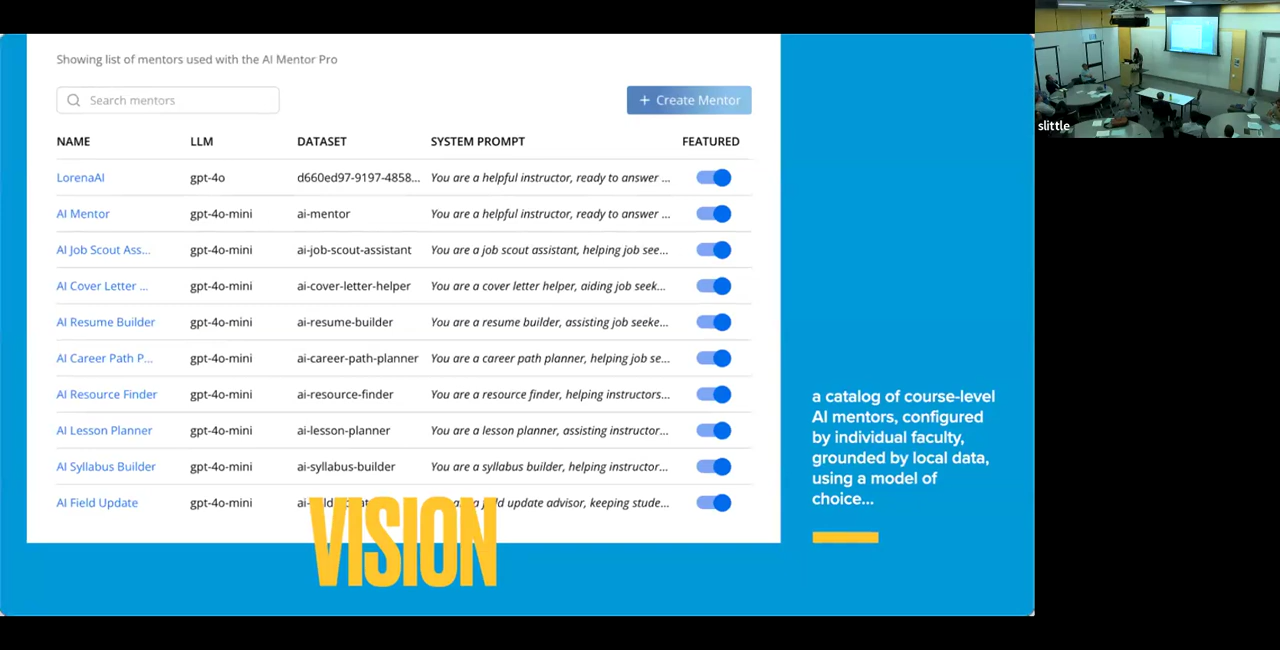 Showing list of mentors used with the AI Mentor Pro
Search mentors
+ Create Mentor
NAME LLM DATASET SYSTEM PROMPT FEATURED
LorenaAI gpt-4o d660ed97-9197-4858... You are a helpful instructor, ready to answer ...
AI Mentor gpt-4o-mini ai-mentor You are a helpful instructor, ready to answer ...
AI Job Scout Ass... gpt-4o-mini ai-job-scout-assistant You are a job scout assistant, helping job see...
AI Cover Letter ... gpt-4o-mini ai-cover-letter-helper You are a cover letter helper, aiding job seek...
AI Resume Builder gpt-4o-mini ai-resume-builder You are a resume builder, assisting job seeke...
AI Career Path P... gpt-4o-mini ai-career-path-planner You are a career path planner, helping job se...
AI Resource Finder gpt-4o-mini ai-resource-finder You are a resource finder, helping instructors...
AI Lesson Planner gpt-4o-mini ai-lesson-planner You are a lesson planner, assisting instructor...
AI Syllabus Builder gpt-4o-mini ai-syllabus-builder You are a syllabus builder, helping instructor...
AI Field Update gpt-4o-mini update advisor, keeping stude...
VISION
a catalog of course-level
AI mentors, configured
by individual faculty,
grounded by local data,
using a model of
choice...
slittle